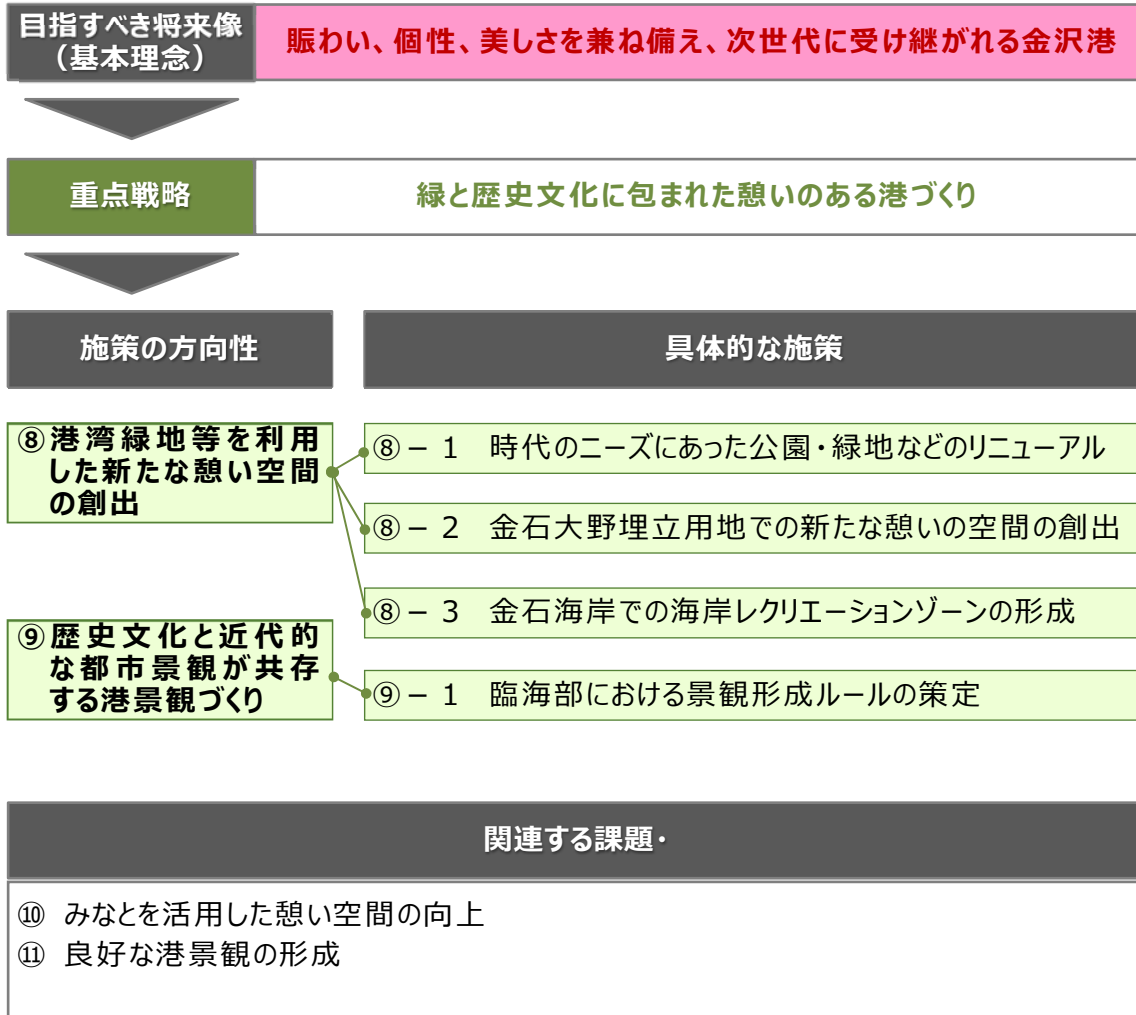 目指すべき将来像
（基本理念）
賑わい、個性、美しさを兼ね備え、次世代に受け継がれる金沢港
重点戦略
緑と歴史文化に包まれた憩いのある港づくり
施策の方向性
具体的な施策
⑧港湾緑地等を利用
した新たな憩い空間
の創出
⑧－１　時代のニーズにあった公園・緑地などのリニューアル
⑧－２　金石大野埋立用地での新たな憩いの空間の創出
⑧－３　金石海岸での海岸レクリエーションゾーンの形成
⑨歴史文化と近代的
な都市景観が共存
する港景観づくり
⑨－１　臨海部における景観形成ルールの策定
関連する課題・
⑩　みなとを活用した憩い空間の向上
⑪　良好な港景観の形成